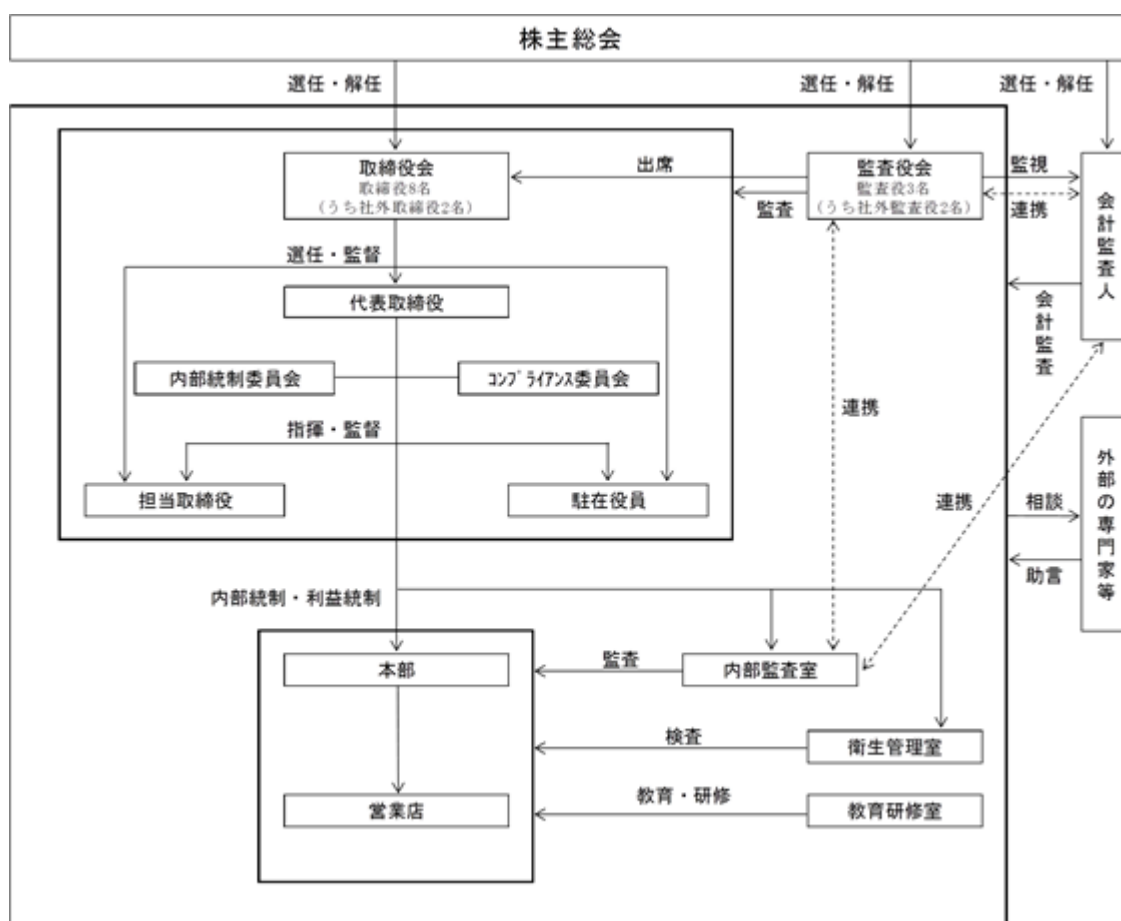 株主総会
選任・解任
選任・解任
選任・解任
取締役会
取締役8名
（うち社外取締役2名）
出席
監査役会
監査役3名
（うち社外監査役2名）
監視
監査
連携
会計監査人
選任・監督
代表取締役
会計監査
内部統制委員会
コンプライアンス委員会
連携
指揮・監督
担当取締役
駐在役員
連携
相談
外部の専門家等
助言
内部統制・利益統制
本部
監査
内部監査室
検査
衛生管理室
教育・研修
営業店
教育研修室